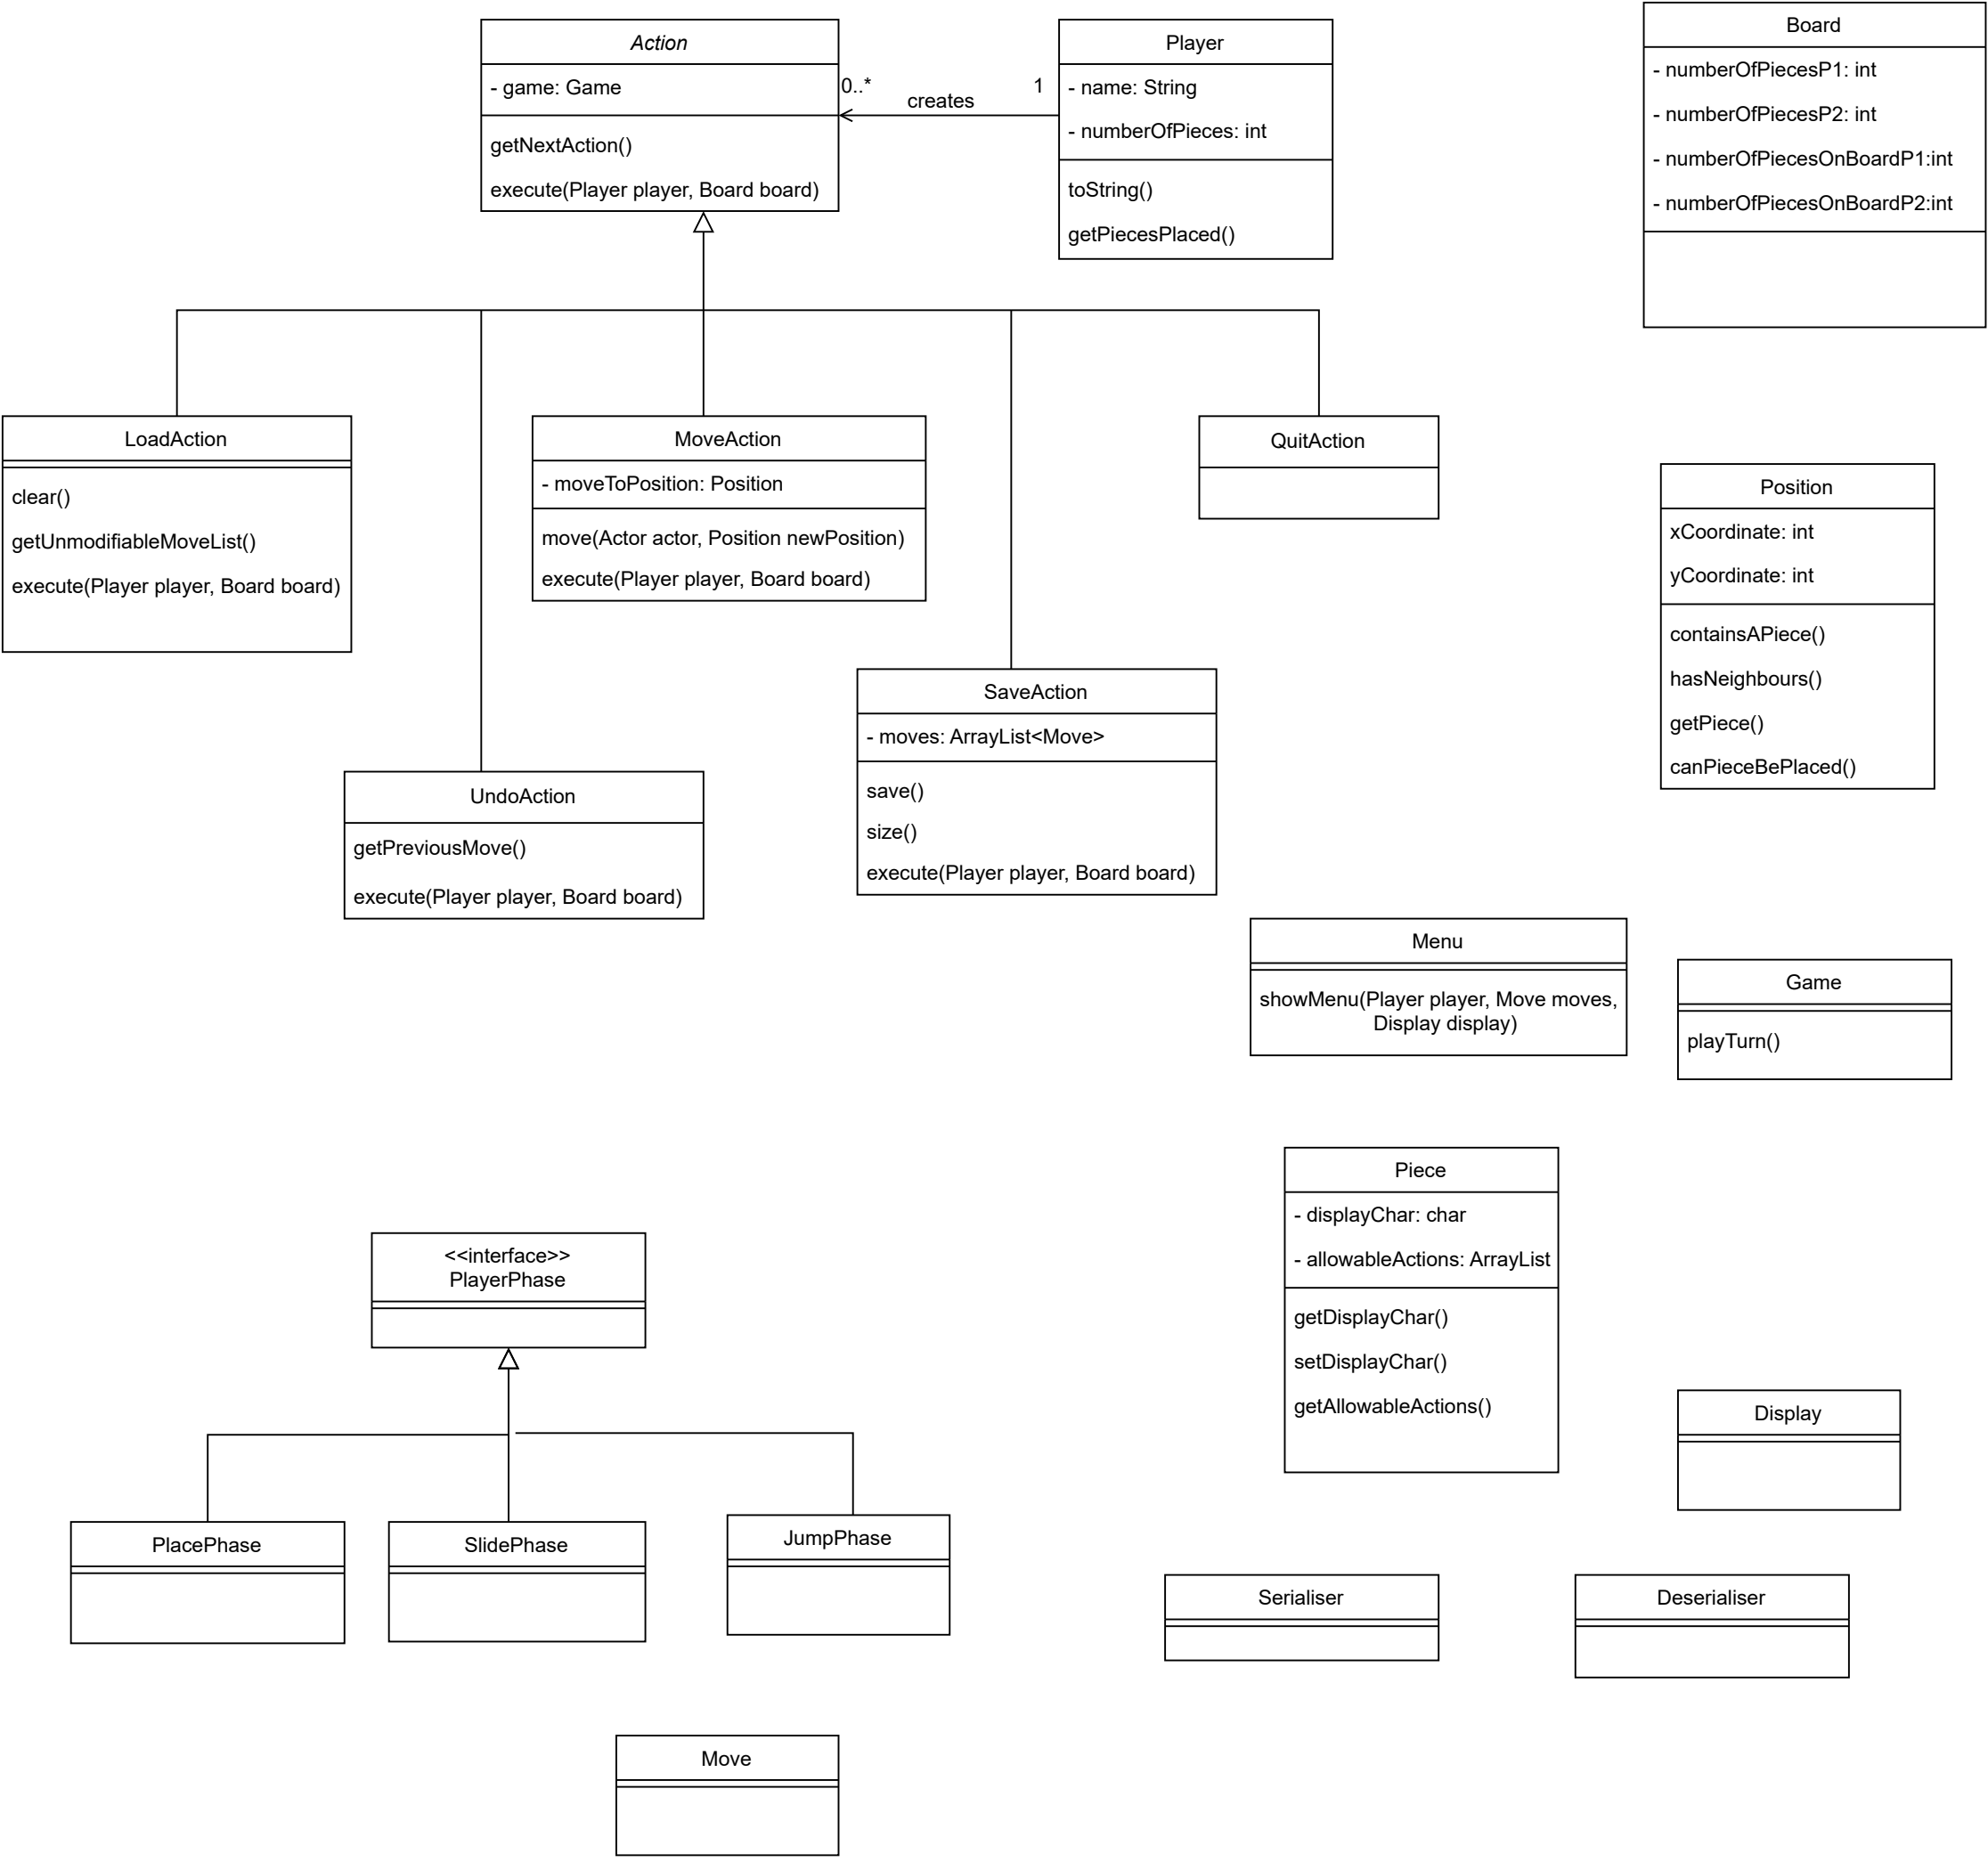 Action
- game: Game
getNextAction()
execute(Player player, Board board)
0..*
creates
1
Player
- name: String
- numberOfPieces: int
toString()
getPiecesPlaced()
Board
- numberOfPiecesP1: int
- numberOfPiecesP2: int
- numberOfPiecesOnBoardP1:int
- numberOfPiecesOnBoardP2:int
LoadAction
clear()
getUnmodifiableMoveList()
execute(Player player, Board board)
MoveAction
- moveToPosition: Position
move(Actor actor, Position newPosition)
execute(Player player, Board board)
QuitAction
Position
xCoordinate: int
yCoordinate: int
containsAPiece()
hasNeighbours()
getPiece()
canPieceBePlaced()
SaveAction
- moves: ArrayList<Move>
save()
size()
execute(Player player, Board board)
UndoAction
getPreviousMove()
execute(Player player, Board board)
Menu
showMenu(Player player, Move moves,
Display display)
Game
playTurn()
Piece
- displayChar: char
- allowableActions: ArrayList
getDisplayChar()
setDisplayChar()
getAllowableActions()
<<interface>>
PlayerPhase
Display
PlacePhase
SlidePhase
JumpPhase
Serialiser
Deserialiser
Move